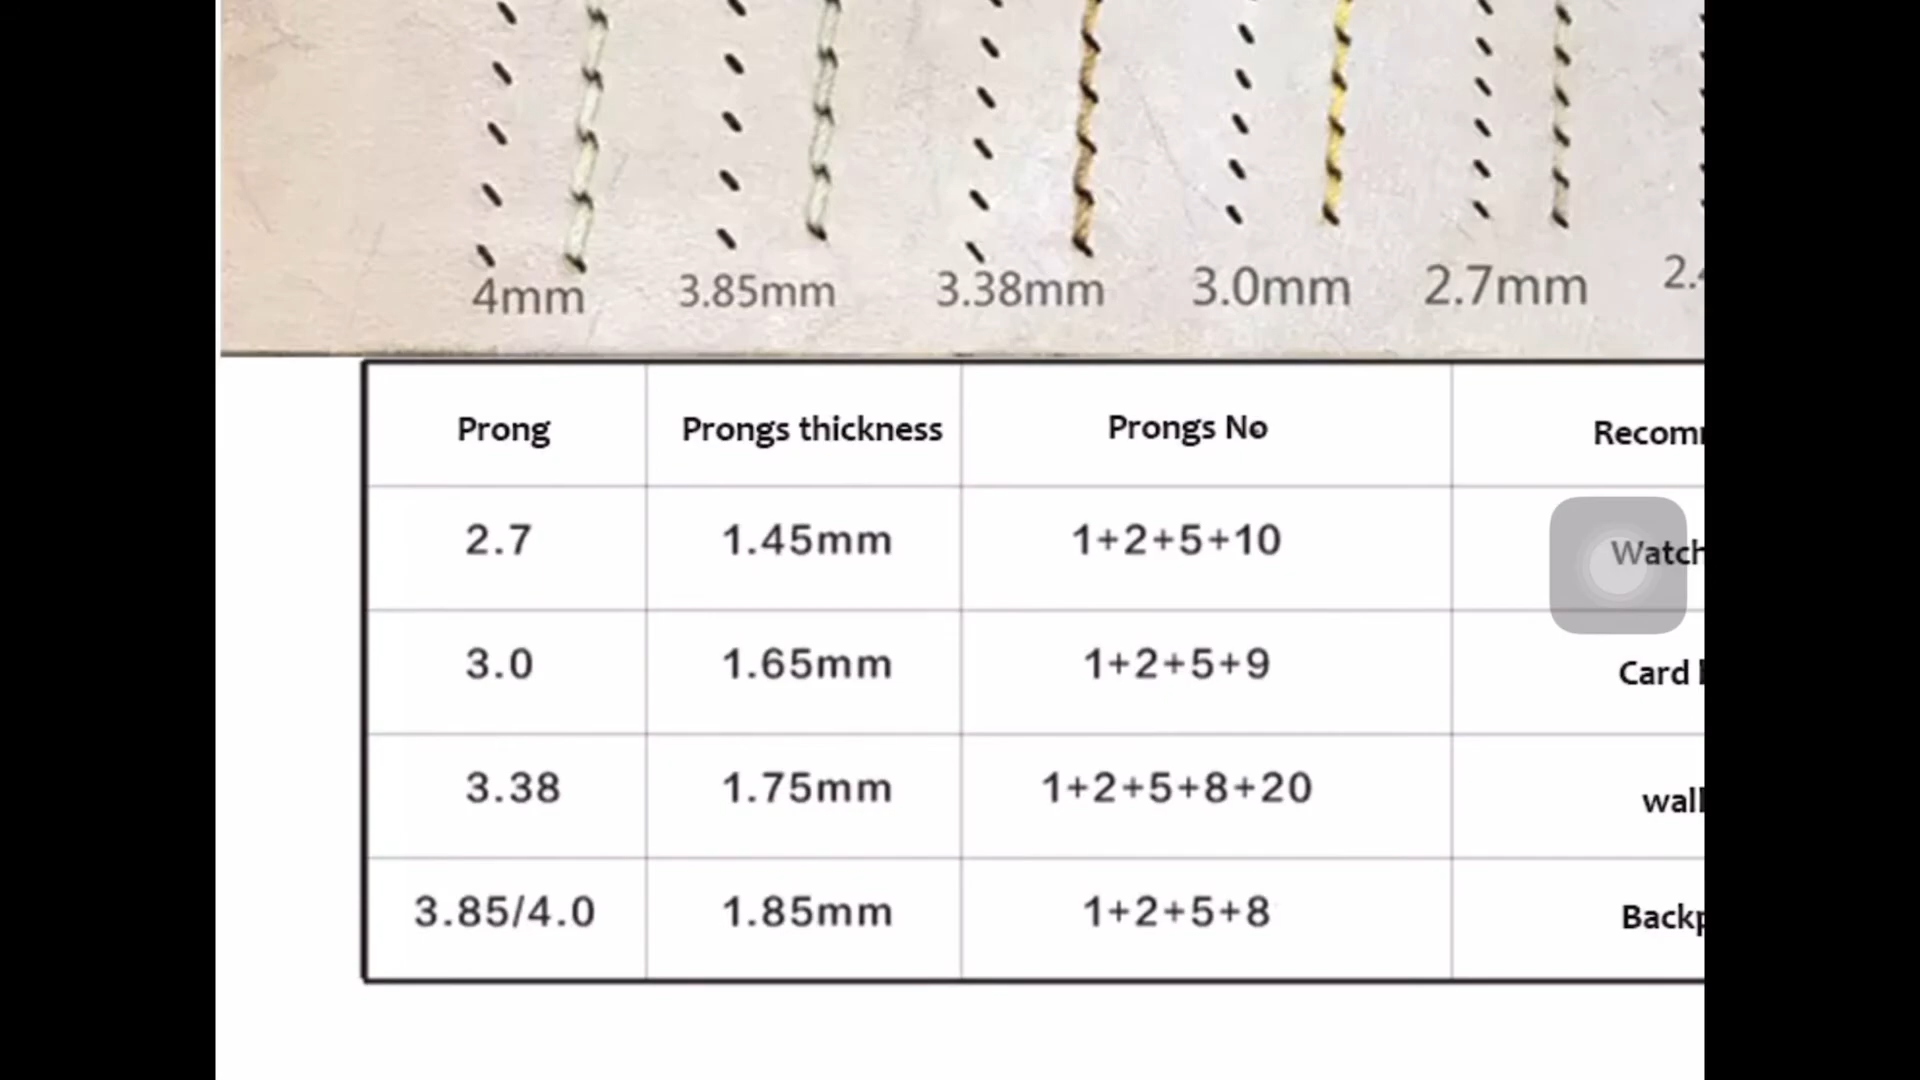 4mm 3.85mm 3.38mm 3.0mm 2.7mm
Prong Prongs thickness Prongs No
2.7 1.45mm 1+2+5+10 Watch
3.0 1.65mm 1+2+5+9 Card
3.38 1.75mm 1+2+5+8+20
3.85/4.0 1.85mm 1+2+5+8